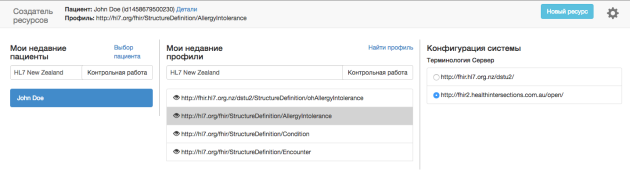 Создатель ресурсов
Пациент: John Doe (id1458679500230) Детали
Профиль: http://hl7.org/fhir/StructureDefinition/AllergyIntolerance
Новый ресурс
Мои недавние пациенты
Выбор пациента
HL7 New Zealand
Контрольная работа
John Doe
Мои недавние профили
Найти профиль
HL7 New Zealand
Контрольная работа
http://fhir.hl7.org.nz/dstu2/StructureDefinition/ohAllergyIntolerance
http://hl7.org/fhir/StructureDefinition/AllergyIntolerance
http://hl7.org/fhir/StructureDefinition/Condition
http://hl7.org/fhir/StructureDefinition/Encounter
Конфигурация системы
Терминология Сервер
http://fhir.hl7.org.nz/dstu2/
http://fhir2.healthintersections.com.au/open/